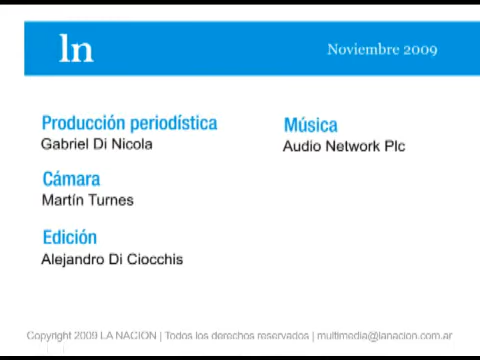 ln
Noviembre 2009
Producción periodística
Gabriel Di Nicola
Cámara
Martín Turnes
Edición
Alejandro Di Ciocchis
Música
Audio Network Plc
Copyright 2009 LA NACION | Todos los derechos reservados | multimedia@lanacion.com.ar